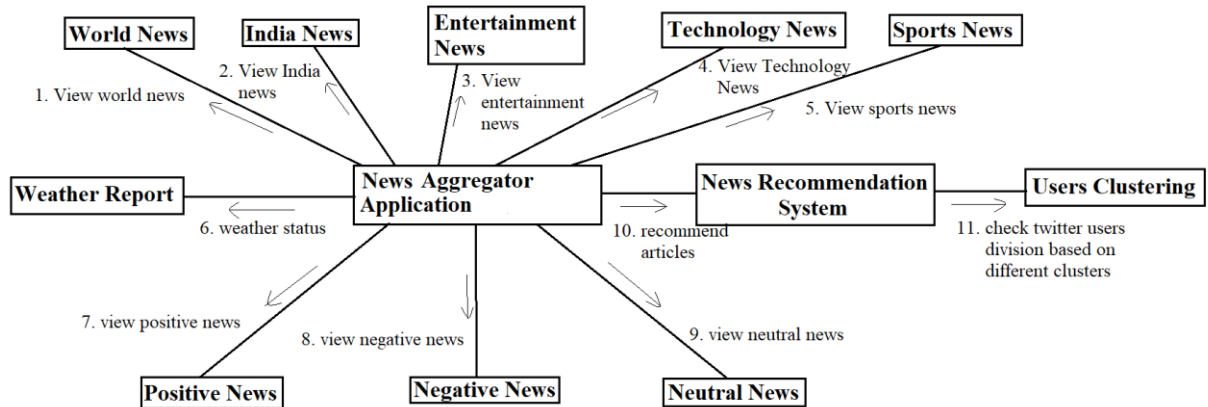 World News
India News
Entertainment
News
Technology News
Sports News
1. View world news
2. View India
news
3. View
entertainment
news
4. View Technology
News
5. View sports news
Weather Report
News Aggregator
Application
News Recommendation
System
Users Clustering
6. weather status
10. recommend
articles
11. check twitter users
division based on
different clusters
7. view positive news
8. view negative news
9. view neutral news
Positive News
Negative News
Neutral News